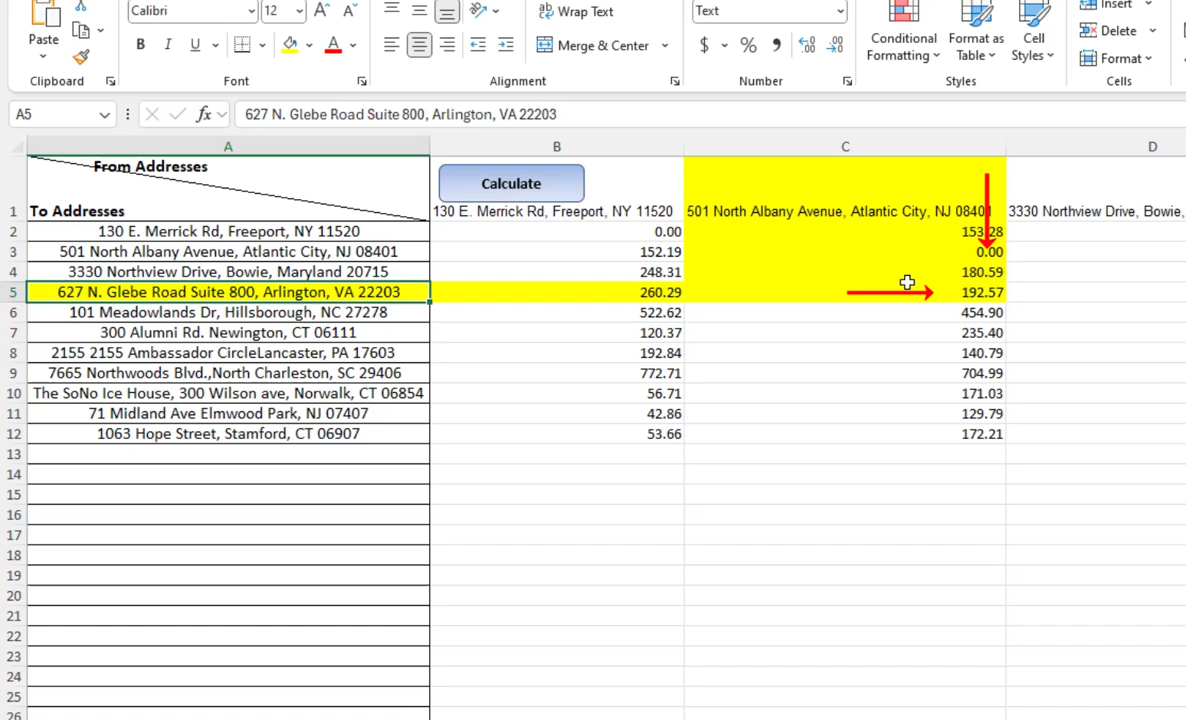 Calibri 12 Wrap Text Text Insert
Paste B I U Merge & Center $ % Conditional Formatting Format as Table Cell Styles Delete
Format
Clipboard Font Alignment Number Styles Cells
A5 fx 627 N. Glebe Road Suite 800, Arlington, VA 22203
A B C D
From Addresses
Calculate
1 To Addresses 130 E. Merrick Rd, Freeport, NY 11520 501 North Albany Avenue, Atlantic City, NJ 08401 3330 Northview Drive, Bowie,
2 130 E. Merrick Rd, Freeport, NY 11520 0.00 153.28
3 501 North Albany Avenue, Atlantic City, NJ 08401 152.19 0.00
4 3330 Northview Drive, Bowie, Maryland 20715 248.31 180.59
5 627 N. Glebe Road Suite 800, Arlington, VA 22203 260.29 192.57
6 101 Meadowlands Dr, Hillsborough, NC 27278 522.62 454.90
7 300 Alumni Rd. Newington, CT 06111 120.37 235.40
8 2155 2155 Ambassador CircleLancaster, PA 17603 192.84 140.79
9 7665 Northwoods Blvd.,North Charleston, SC 29406 772.71 704.99
10 The SoNo Ice House, 300 Wilson ave, Norwalk, CT 06854 56.71 171.03
11 71 Midland Ave Elmwood Park, NJ 07407 42.86 129.79
12 1063 Hope Street, Stamford, CT 06907 53.66 172.21
13
14
15
16
17
18
19
20
21
22
23
24
25
26